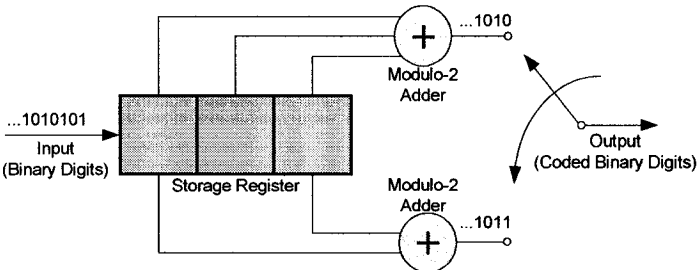 ...1010
+
Modulo-2
Adder
...1010101
Input
(Binary Digits)
Storage Register
Output
(Coded Binary Digits)
Modulo-2
Adder
...1011
+